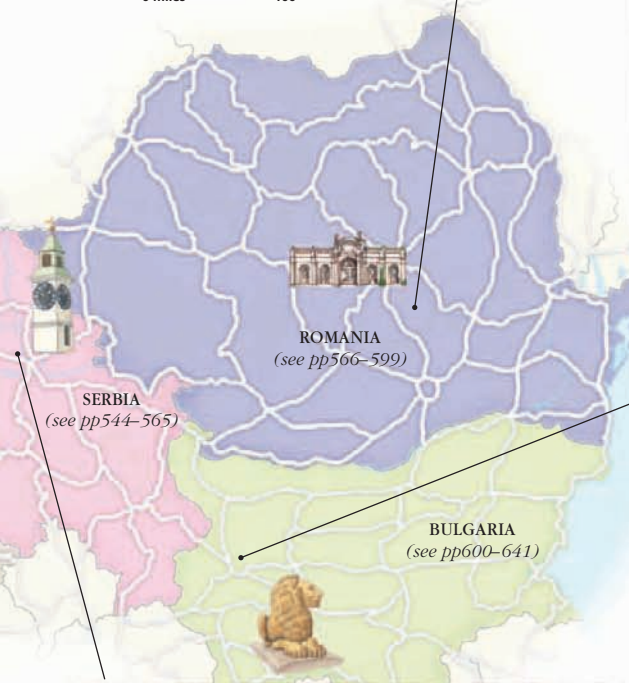 ROMANIA
(see pp566–599)
SERBIA
(see pp544–565)
BULGARIA
(see pp600–641)